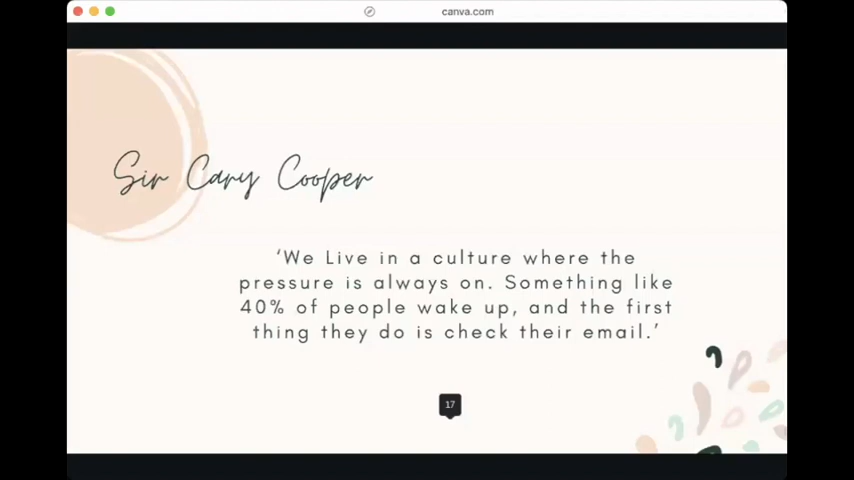 canva.com
Sir Cary Cooper
‘We Live in a culture where the
pressure is always on. Something like
40% of people wake up, and the first
thing they do is check their email.’
17